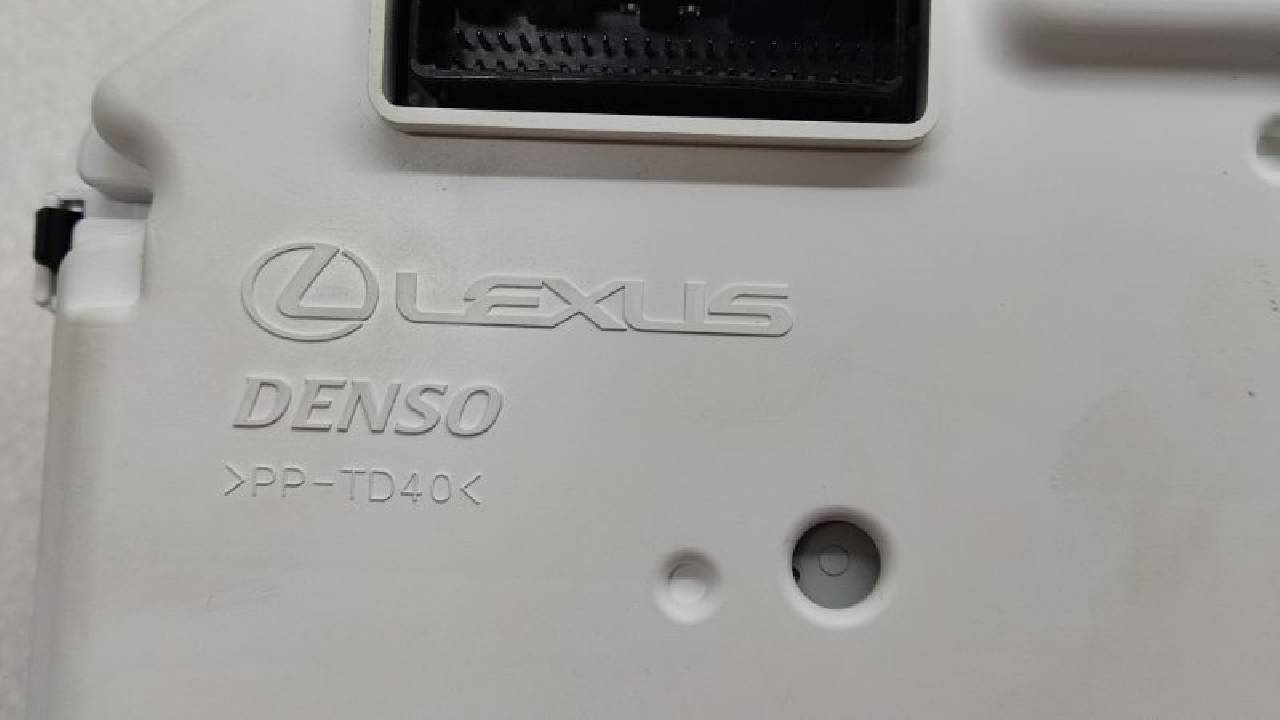 LEXUS
DENSO
>PP-TD40<